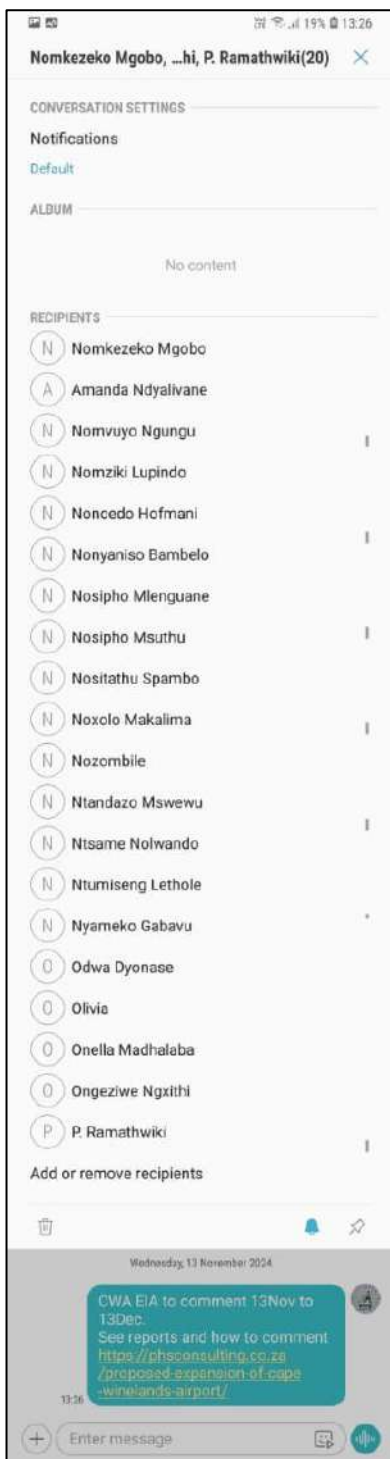 19% 13:26
Nomkezeko Mgobo, ...hi, P. Ramathwiki(20)
CONVERSATION SETTINGS
Notifications
Default
ALBUM
No content
RECIPIENTS
N Nomkezeko Mgobo
A Amanda Ndyalivane
N Nomvuyo Ngungu
N Nomziki Lupindo
N Noncedo Hofmani
N Nonyaniso Bambelo
N Nosipho Mlenguane
N Nosipho Msuthu
N Nositathu Spambo
N Noxolo Makalima
N Nozombile
N Ntandazo Mswewu
N Ntsame Nolwando
N Ntumiseng Lethole
N Nyameko Gabavu
O Odwa Dyonase
O Olivia
O Onella Madhalaba
O Ongeziwe Ngxithi
P P. Ramathwiki
Add or remove recipients
Wednesday, 13 November 2024
CWA EIA to comment 13Nov to
13Dec.
See reports and how to comment
https://phsconsulting.co.za
/proposed-expansion-of-cape
-winelands-airport/
13:26
Enter message